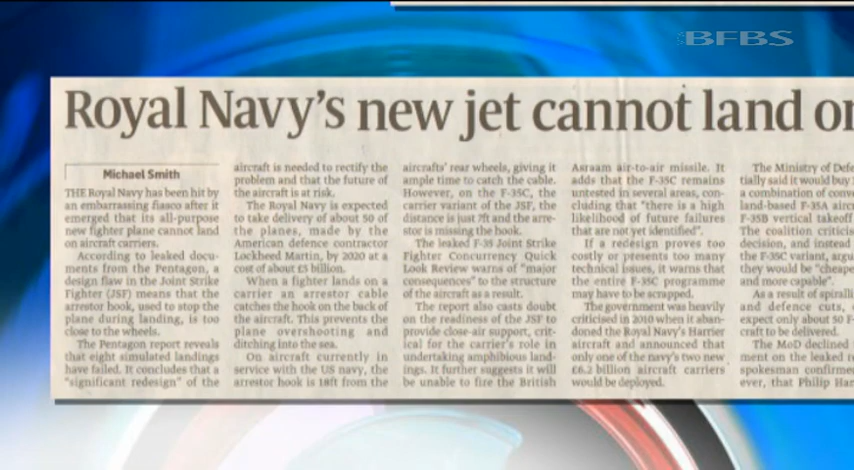 BFBS
Royal Navy's new jet cannot land on
Michael Smith
THE Royal Navy has been hit by
an embarrassing fiasco after it
emerged that its all-purpose
new fighter plane cannot land
on aircraft carriers.
According to leaked docu-
ments from the Pentagon, a
design flaw in the Joint Strike
Fighter (JSF) means that the
arrestor hook, used to stop the
plane during landing, is too
close to the wheels.
The Pentagon report reveals
that eight simulated landings
have failed. It concludes that a
"significant redesign" of the
aircraft is needed to rectify the
problem and that the future of
the aircraft is at risk.
The Royal Navy is expected
to take delivery of about 50 of
the planes, made by the
American defence contractor
Lockheed Martin, by 2020 at a
cost of about £5 billion.
When a fighter lands on a
carrier an arrestor cable
catches the hook on the back of
the aircraft. This prevents the
plane overshooting and
ditching into the sea.
On aircraft currently in
service with the US navy, the
arrestor hook is 18ft from the
aircrafts' rear wheels, giving it
ample time to catch the cable.
However, on the F-35C, the
carrier variant of the JSF, the
distance is just 7ft and the arre-
stor is missing the hook.
The leaked F-35 Joint Strike
Fighter Concurrency Quick
Look Review warns of "major
consequences" to the structure
of the aircraft as a result.
The report also casts doubt
on the readiness of the JSF to
provide close-air support, crit-
ical for the carrier's role in
undertaking amphibious land-
ings. It further suggests it will
be unable to fire the British
Asraam air-to-air missile. It
adds that the F-35C remains
untested in several areas, con-
cluding that "there is a high
likelihood of future failures
that are not yet identified".
If a redesign proves too
costly or presents too many
technical issues, it warns that
the entire F-35C programme
may have to be scrapped.
The government was heavily
criticised in 2010 when it aban-
doned the Royal Navy's Harrier
aircraft and announced that
only one of the navy's two new
£6.2 billion aircraft carriers
would be deployed.
The Ministry of Defe
tially said it would buy
a combination of conv
land-based F-35A airc
F-35B vertical takeoff
The coalition criticis
decision, and instead
the F-35C variant, argu
they would be "cheape
and more capable".
As a result of spiralli
and defence cuts,
expect only about 50 F-
craft to be delivered.
The MoD declined
ment on the leaked r
spokesman confirme
ever, that Philip Han